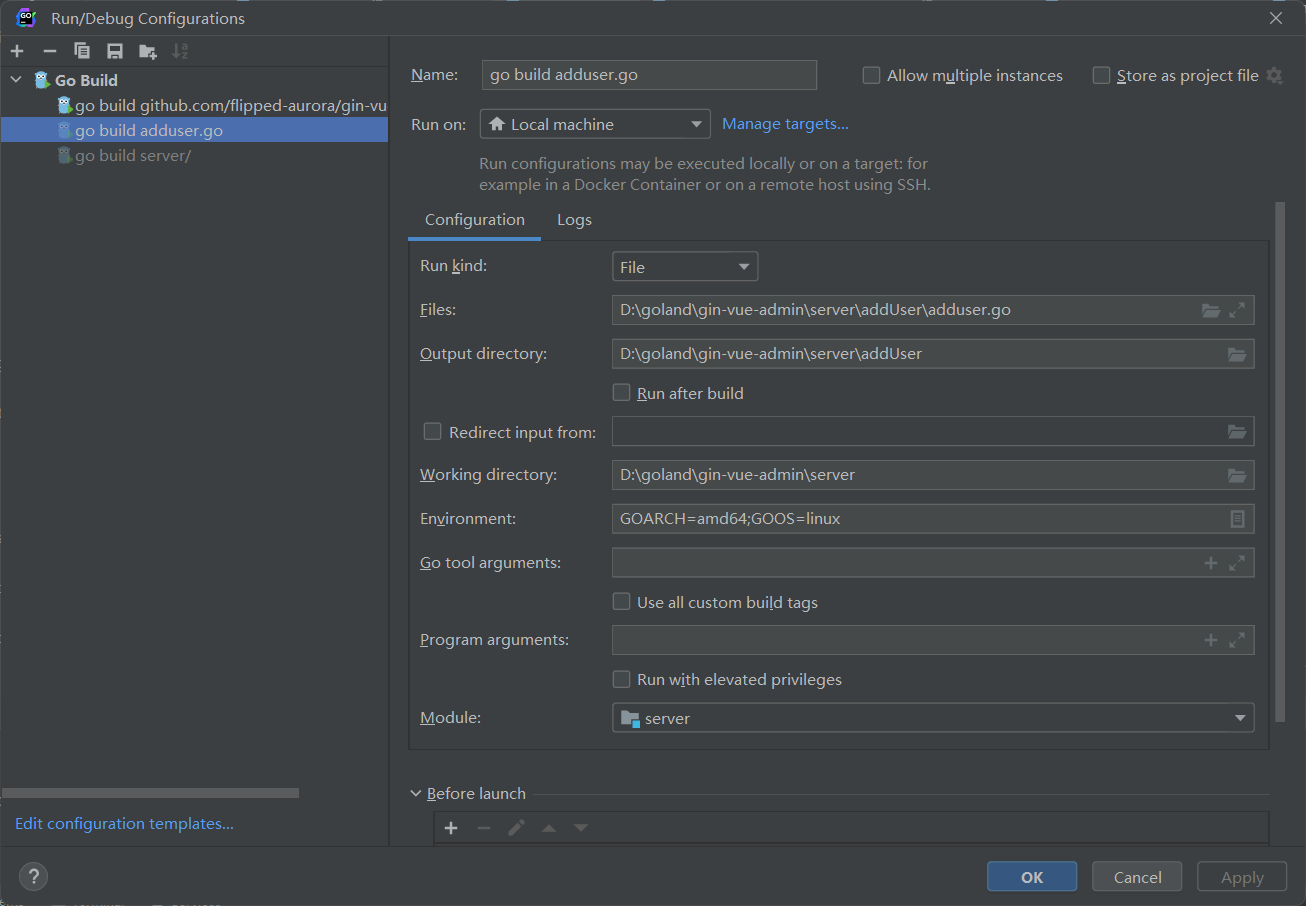 Run/Debug Configurations
Go Build
go build github.com/flipped-aurora/gin-vu
go build adduser.go
go build server/
Edit configuration templates...
Name: go build adduser.go Allow multiple instances Store as project file
Run on: Local machine Manage targets...
Run configurations may be executed locally or on a target: for
example in a Docker Container or on a remote host using SSH.
Configuration Logs
Run kind: File
Files: D:\goland\gin-vue-admin\server\addUser\adduser.go
Output directory: D:\goland\gin-vue-admin\server\addUser
Run after build
Redirect input from:
Working directory: D:\goland\gin-vue-admin\server
Environment: GOARCH=amd64;GOOS=linux
Go tool arguments:
Use all custom build tags
Program arguments:
Run with elevated privileges
Module: server
Before launch
? OK Cancel Apply